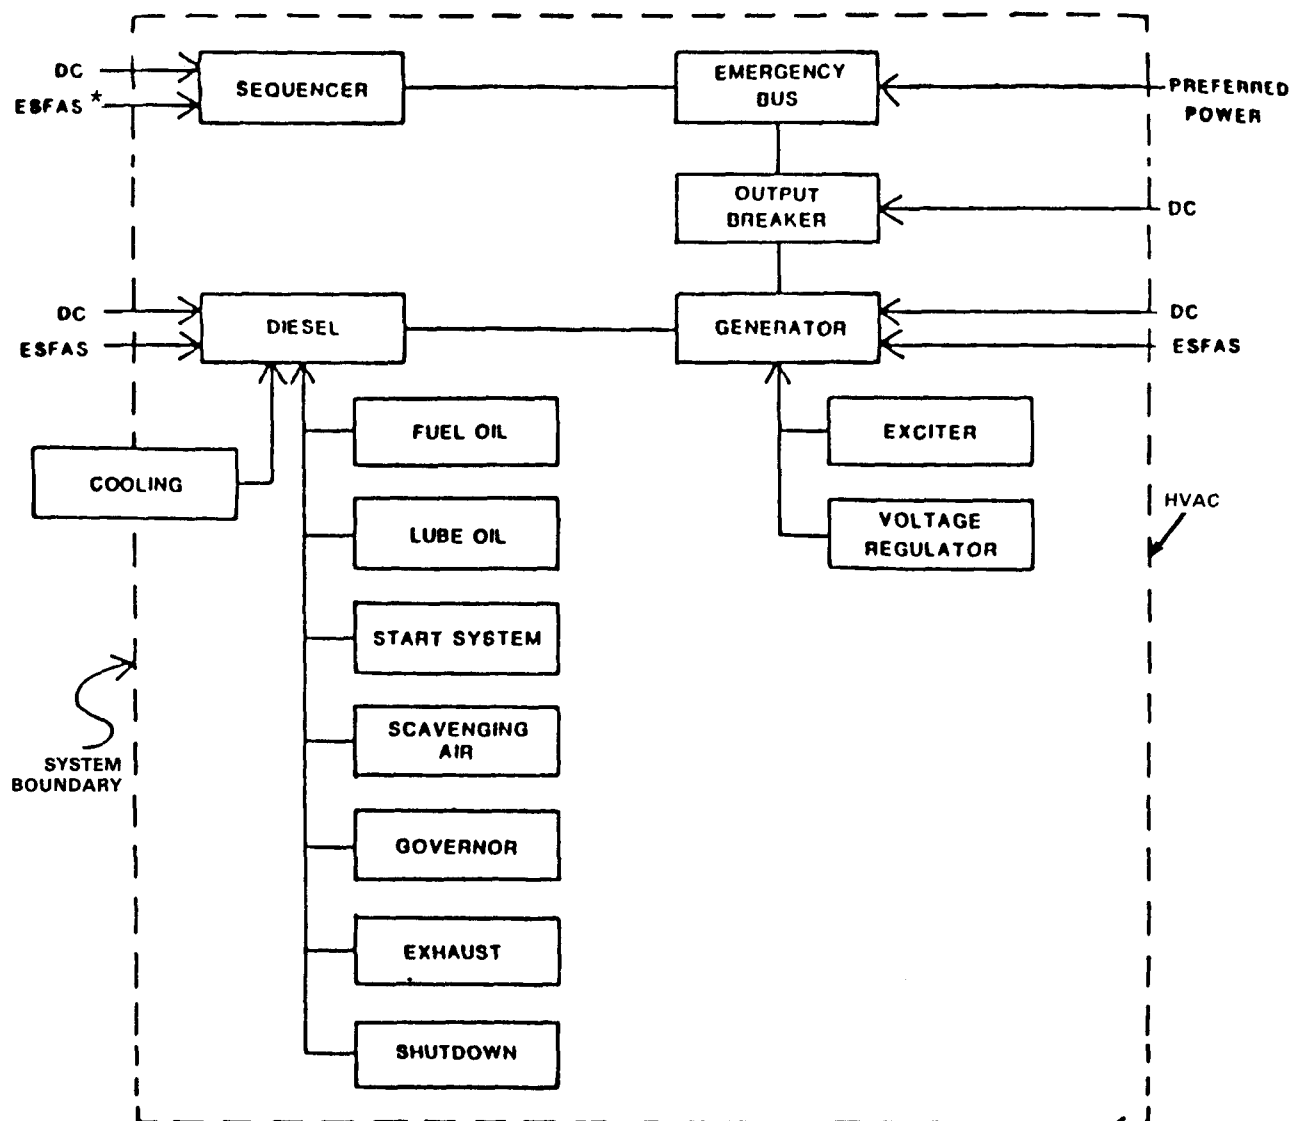 DC
ESFAS *
SEQUENCER
EMERGENCY
BUS
PREFERRED
POWER
OUTPUT
BREAKER
DC
DC
ESFAS
DIESEL
GENERATOR
DC
ESFAS
COOLING
FUEL OIL
LUBE OIL
START SYSTEM
SCAVENGING
AIR
GOVERNOR
EXHAUST
SHUTDOWN
EXCITER
VOLTAGE
REGULATOR
HVAC
SYSTEM
BOUNDARY